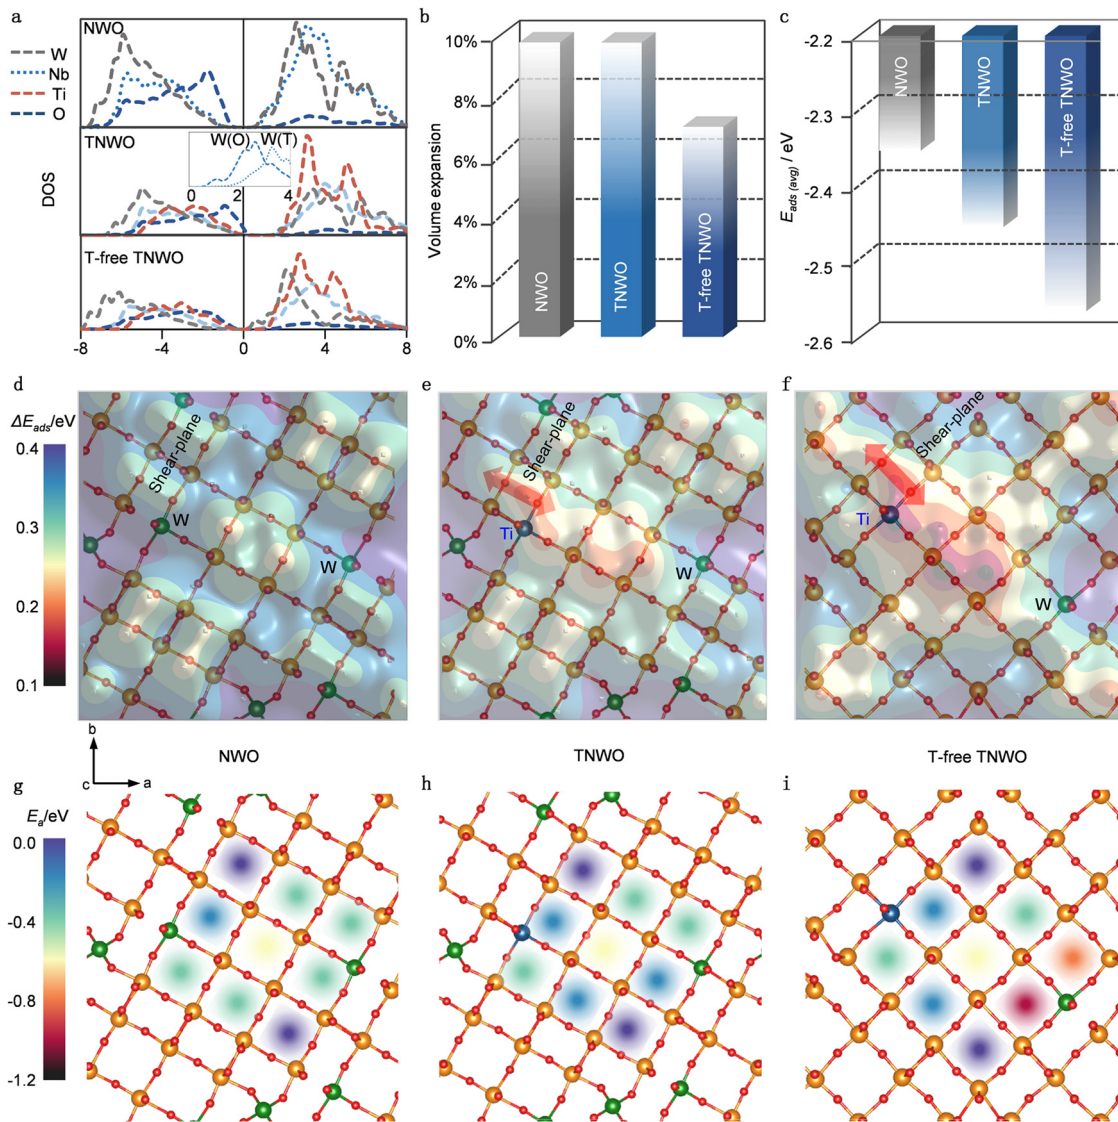 a
NWO
W
Nb
Ti
O
TNWO
W(O)
W(T)
0
2
4
DOS
T-free TNWO
-8
-4
0
4
8
b
10%
8%
6%
4%
2%
0%
Volume expansion
NWO
TNWO
T-free TNWO
c
-2.2
-2.3
-2.4
-2.5
-2.6
Eads (avg) / eV
NWO
TNWO
T-free TNWO
d
ΔEads/eV
0.4
0.3
0.2
0.1
Shear-plane
W
W
e
Shear-plane
Ti
W
f
Shear-plane
Ti
W
b
c
a
NWO
TNWO
T-free TNWO
g
Ea/eV
0.0
-0.4
-0.8
-1.2
h
i